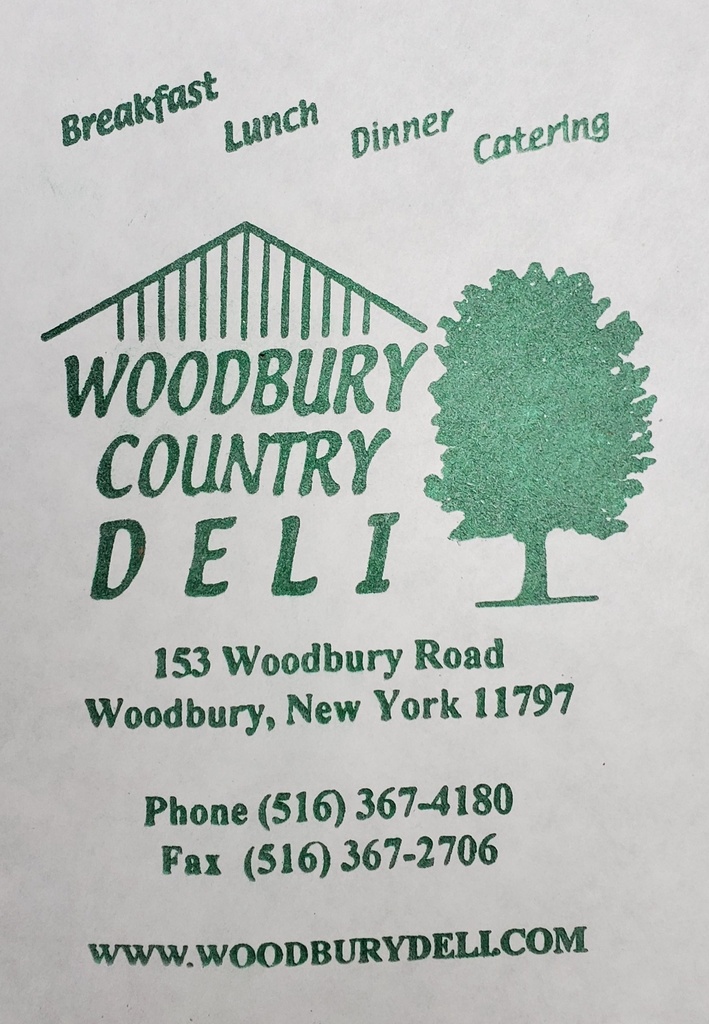 Breakfast Lunch Dinner Catering
WOODBURY
COUNTRY
DELI
153 Woodbury Road
Woodbury, New York 11797
Phone (516) 367-4180
Fax (516) 367-2706
WWW.WOODBURYDELI.COM